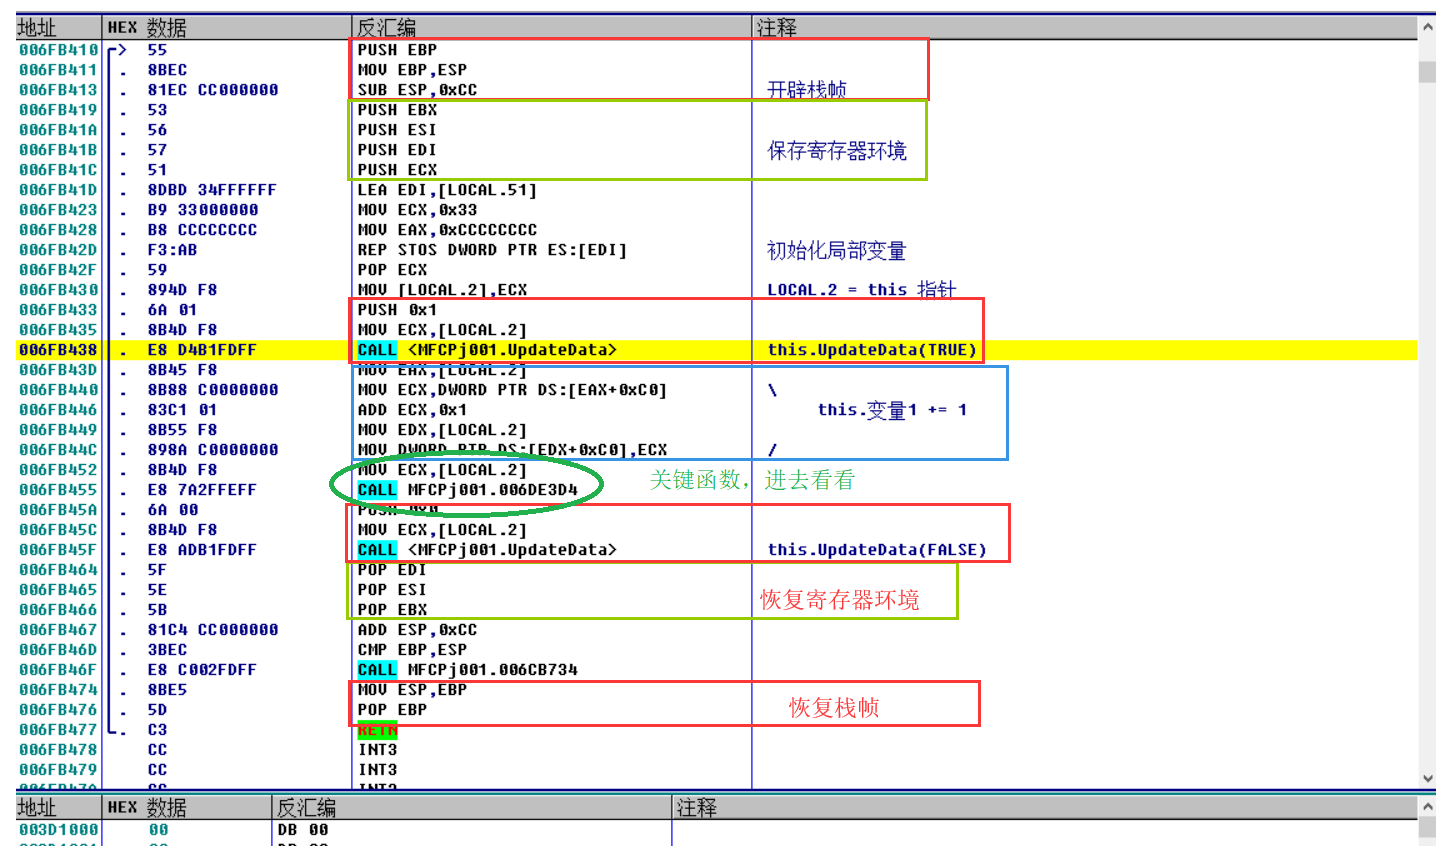 地址 HEX 数据 反汇编 注释
006FB410 55 PUSH EBP
006FB411 . 8BEC MOV EBP,ESP
006FB413 . 81EC CC000000 SUB ESP,0xCC 开辟栈帧
006FB419 . 53 PUSH EBX
006FB41A . 56 PUSH ESI
006FB41B . 57 PUSH EDI 保存寄存器环境
006FB41C . 51 PUSH ECX
006FB41D . 8DBD 34FFFFFF LEA EDI,[LOCAL.51]
006FB423 . B9 33000000 MOV ECX,0x33
006FB428 . B8 CCCCCCCC MOV EAX,0xCCCCCCCC
006FB42D . F3:AB REP STOS DWORD PTR ES:[EDI] 初始化局部变量
006FB42F . 59 POP ECX
006FB430 . 894D F8 MOV [LOCAL.2],ECX LOCAL.2 = this 指针
006FB433 . 6A 01 PUSH 0x1
006FB435 . 8B4D F8 MOV ECX,[LOCAL.2]
006FB438 . E8 D4B1FDFF CALL <MFCPj001.UpdateData> this.UpdateData(TRUE)
006FB43D . 8B45 F8 MOV EAX,[LOCAL.2]
006FB440 . 8B88 C0000000 MOV ECX,DWORD PTR DS:[EAX+0xC0] \
006FB446 . 83C1 01 ADD ECX,0x1 this.变量1 += 1
006FB449 . 8B55 F8 MOV EDX,[LOCAL.2]
006FB44C . 898A C0000000 MOV DWORD PTR DS:[EDX+0xC0],ECX /
006FB452 . 8B4D F8 MOV ECX,[LOCAL.2] 关键函数，进去看看
006FB455 . E8 7A2FFEFF CALL MFCPj001.006DE3D4
006FB45A . 6A 00 PUSH 0x0
006FB45C . 8B4D F8 MOV ECX,[LOCAL.2]
006FB45F . E8 ADB1FDFF CALL <MFCPj001.UpdateData> this.UpdateData(FALSE)
006FB464 . 5F POP EDI
006FB465 . 5E POP ESI 恢复寄存器环境
006FB466 . 5B POP EBX
006FB467 . 81C4 CC000000 ADD ESP,0xCC
006FB46D . 3BEC CMP EBP,ESP
006FB46F . E8 C002FDFF CALL MFCPj001.006CB734
006FB474 . 8BE5 MOV ESP,EBP 恢复栈帧
006FB476 . 5D POP EBP
006FB477 . C3 RETN
006FB478 CC INT3
006FB479 CC INT3
006FB47A CC INT3
地址 HEX 数据 反汇编 注释
003D1000 00 DB 00
003D1001 00 DB 00